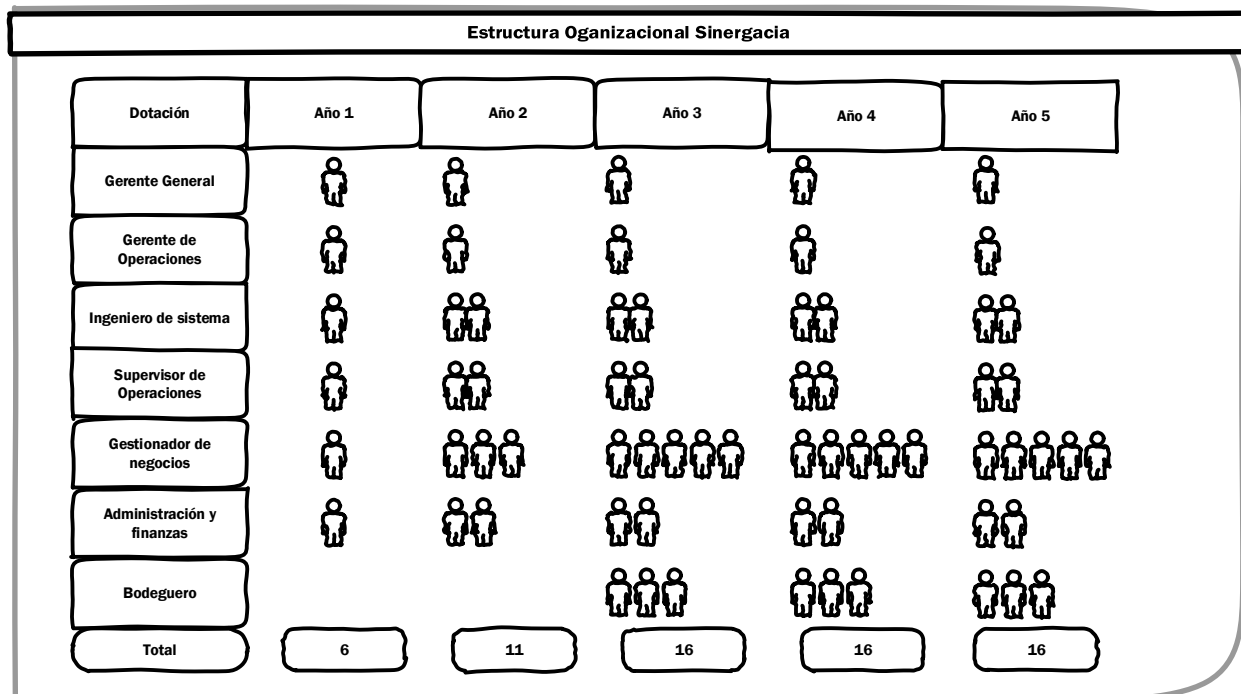 Estructura Oganizacional Sinergacia
Dotación
Año 1
Año 2
Año 3
Año 4
Año 5
Gerente General
Gerente de
Operaciones
Ingeniero de sistema
Supervisor de
Operaciones
Gestionador de
negocios
Administración y
finanzas
Bodeguero
Total
6
11
16
16
16